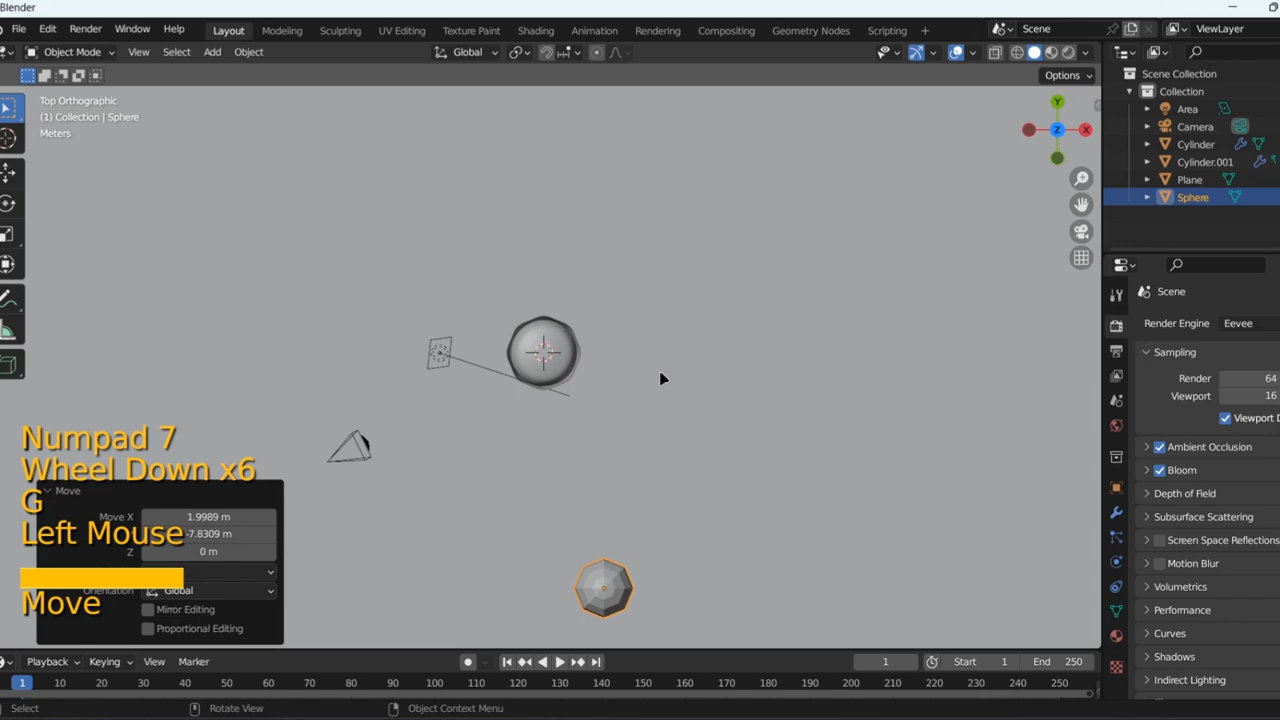 Blender
File Edit Render Window Help Layout Modeling Sculpting UV Editing Texture Paint Shading Animation Rendering Compositing Geometry Nodes Scripting + Scene ViewLayer
Object Mode View Select Add Object Global
Options
Top Orthographic
(1) Collection | Sphere
Meters
Y
X
Z
Scene Collection
Collection
Area
Camera
Cylinder
Cylinder.001
Plane
Sphere
Scene
Render Engine Eevee
Sampling
Render 64
Viewport 16
Viewport D
Ambient Occlusion
Bloom
Depth of Field
Subsurface Scattering
Screen Space Reflections
Motion Blur
Volumetrics
Performance
Curves
Shadows
Indirect Lighting
Numpad 7
Wheel Down x6
G
Left Mouse
Move
Move
Move X 1.9989 m
-7.8309 m
Z 0 m
Orientation Global
Mirror Editing
Proportional Editing
Playback Keying View Marker 1 Start 1 End 250
1 10 20 30 40 50 60 70 80 90 100 110 120 130 140 150 160 170 180 190 200 210 220 230 240 250
Select Rotate View Object Context Menu